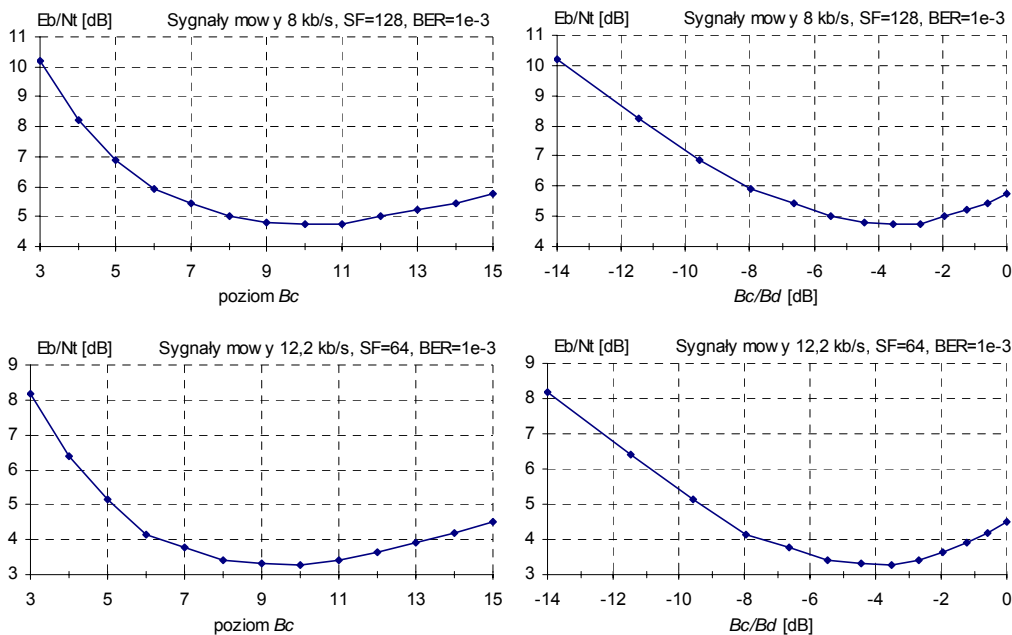 Eb/Nt [dB] Sygnały mowy 8 kb/s, SF=128, BER=1e-3
11
10
9
8
7
6
5
4
3 5 7 9 11 13 15
poziom Bc
Eb/Nt [dB] Sygnały mowy 8 kb/s, SF=128, BER=1e-3
11
10
9
8
7
6
5
4
-14 -12 -10 -8 -6 -4 -2 0
Bc/Bd [dB]
Eb/Nt [dB] Sygnały mowy 12,2 kb/s, SF=64, BER=1e-3
9
8
7
6
5
4
3
3 5 7 9 11 13 15
poziom Bc
Eb/Nt [dB] Sygnały mowy 12,2 kb/s, SF=64, BER=1e-3
9
8
7
6
5
4
3
-14 -12 -10 -8 -6 -4 -2 0
Bc/Bd [dB]